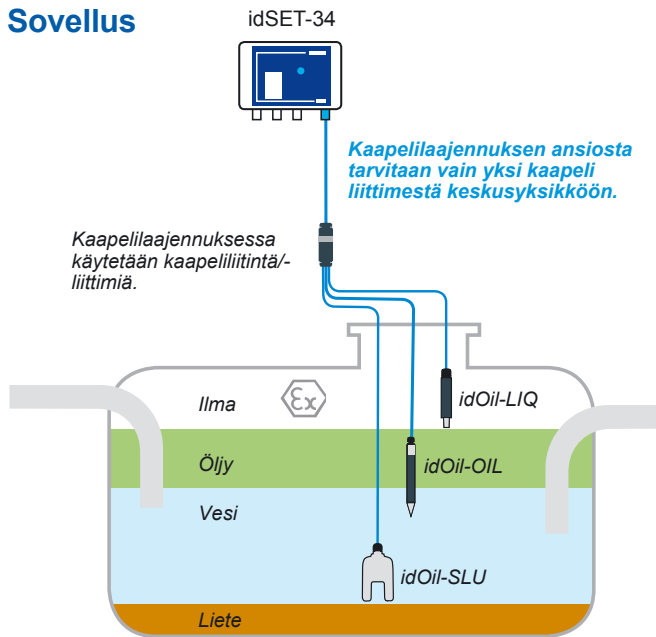 Sovellus
idSET-34
Kaapelilaajennuksen ansiosta
tarvitaan vain yksi kaapeli
liittimestä keskusyksikköön.
Kaapelilaajennuksessa
käytetään kaapeliliitintä/-
liittimiä.
Ilma
Ex
idOil-LIQ
Öljy
idOil-OIL
Vesi
idOil-SLU
Liete